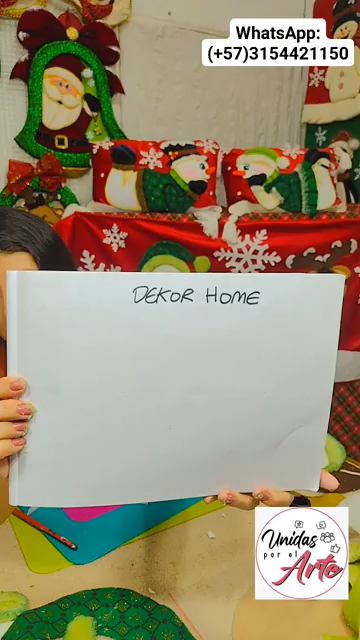 WhatsApp:
(+57)3154421150
DEKOR HOME
Unidas
por el
Arte